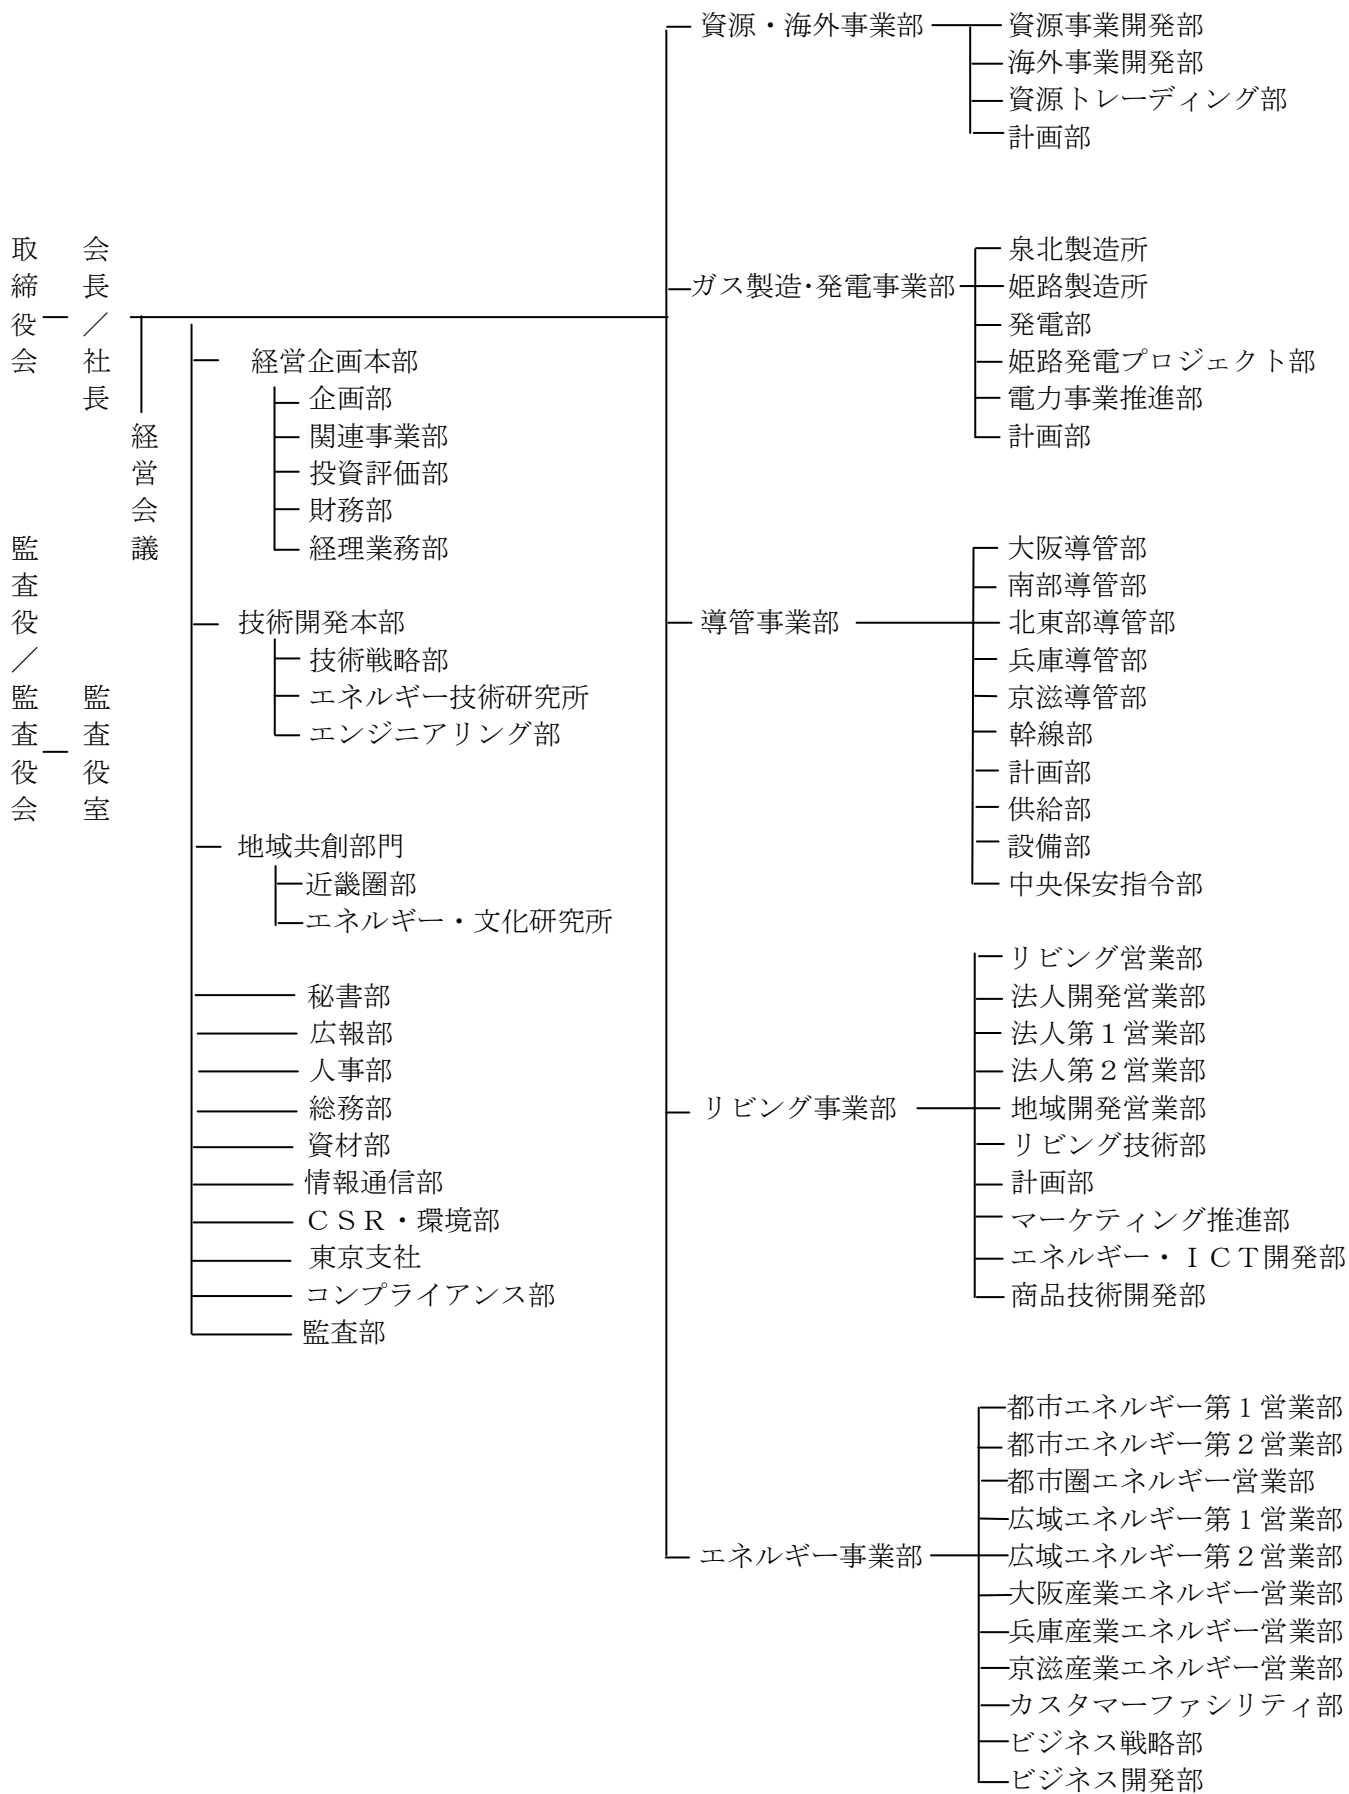 取締役会
会長／社長
経営会議
監査役／監査役会
監査役室
経営企画本部
企画部
関連事業部
投資評価部
財務部
経理業務部
技術開発本部
技術戦略部
エネルギー技術研究所
エンジニアリング部
地域共創部門
近畿圏部
エネルギー・文化研究所
秘書部
広報部
人事部
総務部
資材部
情報通信部
ＣＳＲ・環境部
東京支社
コンプライアンス部
監査部
資源・海外事業部
資源事業開発部
海外事業開発部
資源トレーディング部
計画部
ガス製造・発電事業部
泉北製造所
姫路製造所
発電部
姫路発電プロジェクト部
電力事業推進部
計画部
導管事業部
大阪導管部
南部導管部
北東部導管部
兵庫導管部
京滋導管部
幹線部
計画部
供給部
設備部
中央保安指令部
リビング事業部
リビング営業部
法人開発営業部
法人第１営業部
法人第２営業部
地域開発営業部
リビング技術部
計画部
マーケティング推進部
エネルギー・ＩＣＴ開発部
商品技術開発部
エネルギー事業部
都市エネルギー第１営業部
都市エネルギー第２営業部
都市圏エネルギー営業部
広域エネルギー第１営業部
広域エネルギー第２営業部
大阪産業エネルギー営業部
兵庫産業エネルギー営業部
京滋産業エネルギー営業部
カスタマーファシリティ部
ビジネス戦略部
ビジネス開発部